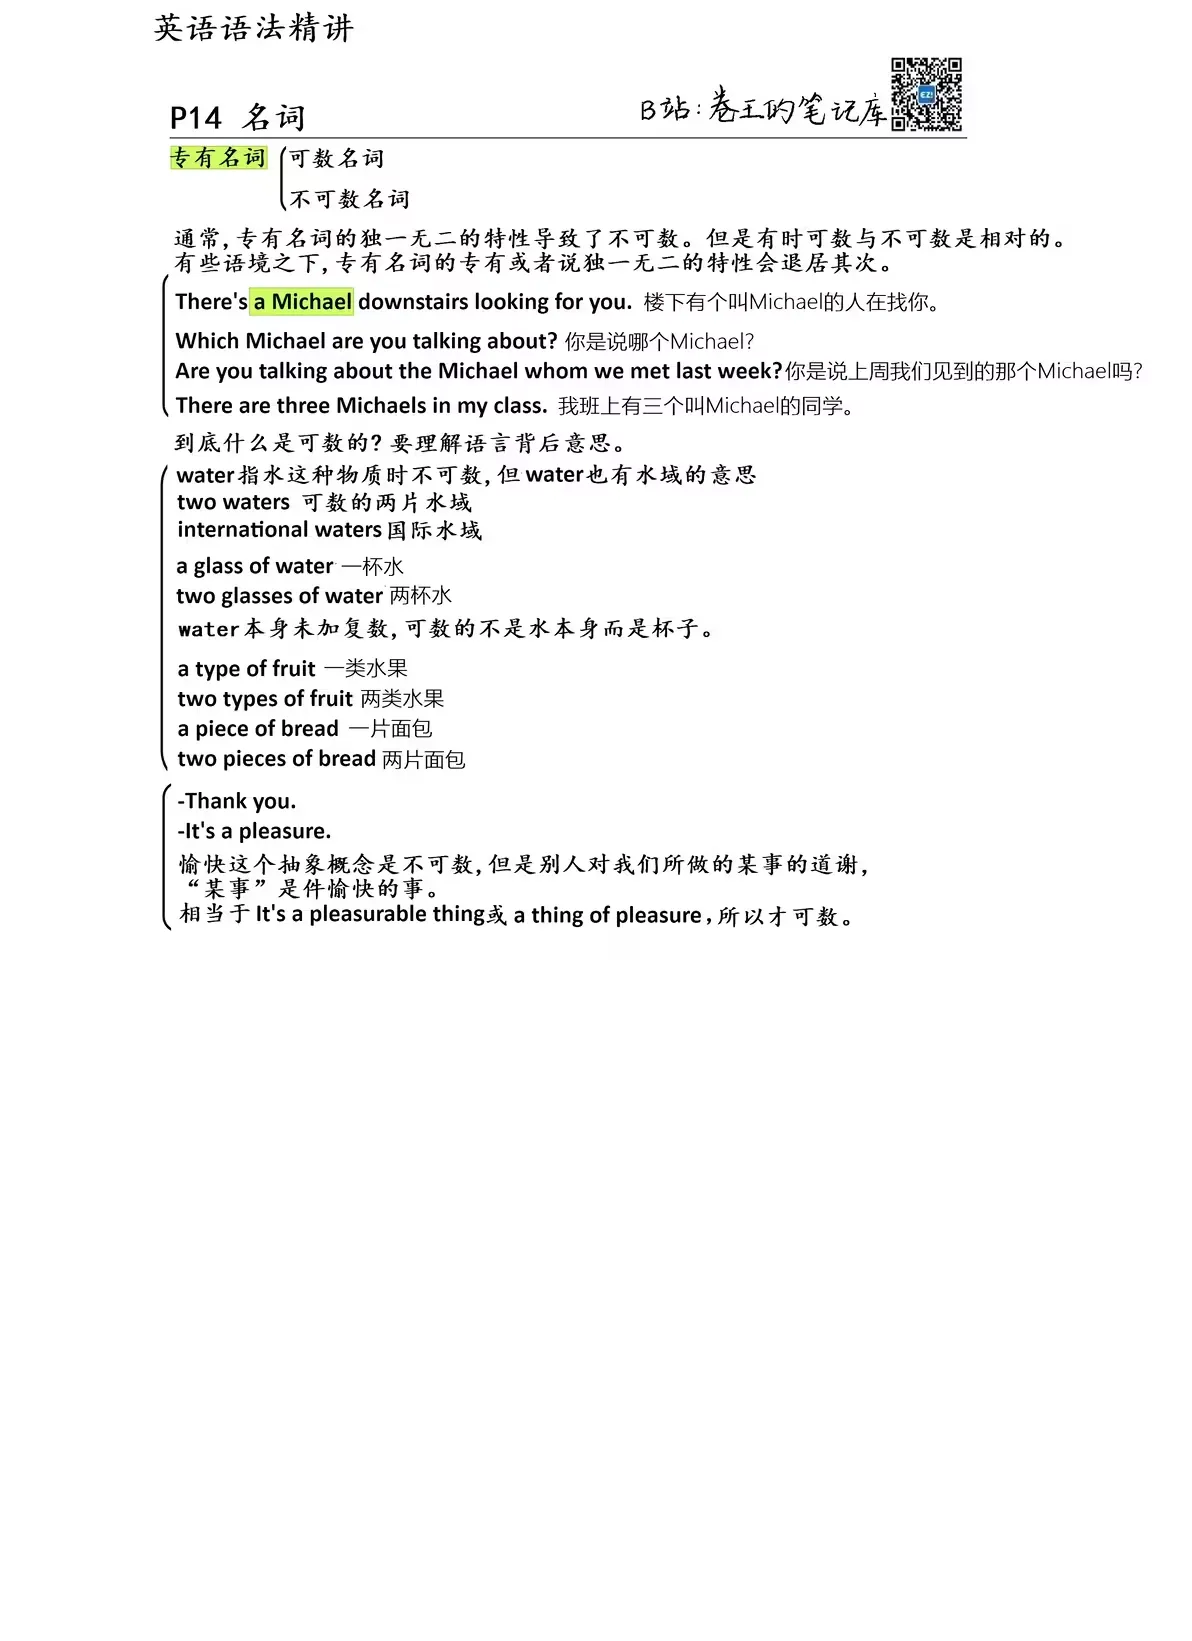 英语语法精讲
P14 名词
B站:卷王的笔记库
EZ!
专有名词 可数名词
不可数名词
通常,专有名词的独一无二的特性导致了不可数。但是有时可数与不可数是相对的。
有些语境之下,专有名词的专有或者说独一无二的特性会退居其次。
There's a Michael downstairs looking for you. 楼下有个叫Michael的人在找你。
Which Michael are you talking about? 你是说哪个Michael?
Are you talking about the Michael whom we met last week?你是说上周我们见到的那个Michael吗?
There are three Michaels in my class. 我班上有三个叫Michael的同学。
到底什么是可数的?要理解语言背后意思。
water指水这种物质时不可数,但water也有水域的意思
two waters 可数的两片水域
international waters国际水域
a glass of water 一杯水
two glasses of water 两杯水
water本身未加复数,可数的不是水本身而是杯子。
a type of fruit 一类水果
two types of fruit 两类水果
a piece of bread 一片面包
two pieces of bread 两片面包
-Thank you.
-It's a pleasure.
愉快这个抽象概念是不可数,但是别人对我们所做的某事的道谢,
“某事”是件愉快的事。
相当于 It's a pleasurable thing或 a thing of pleasure,所以才可数。